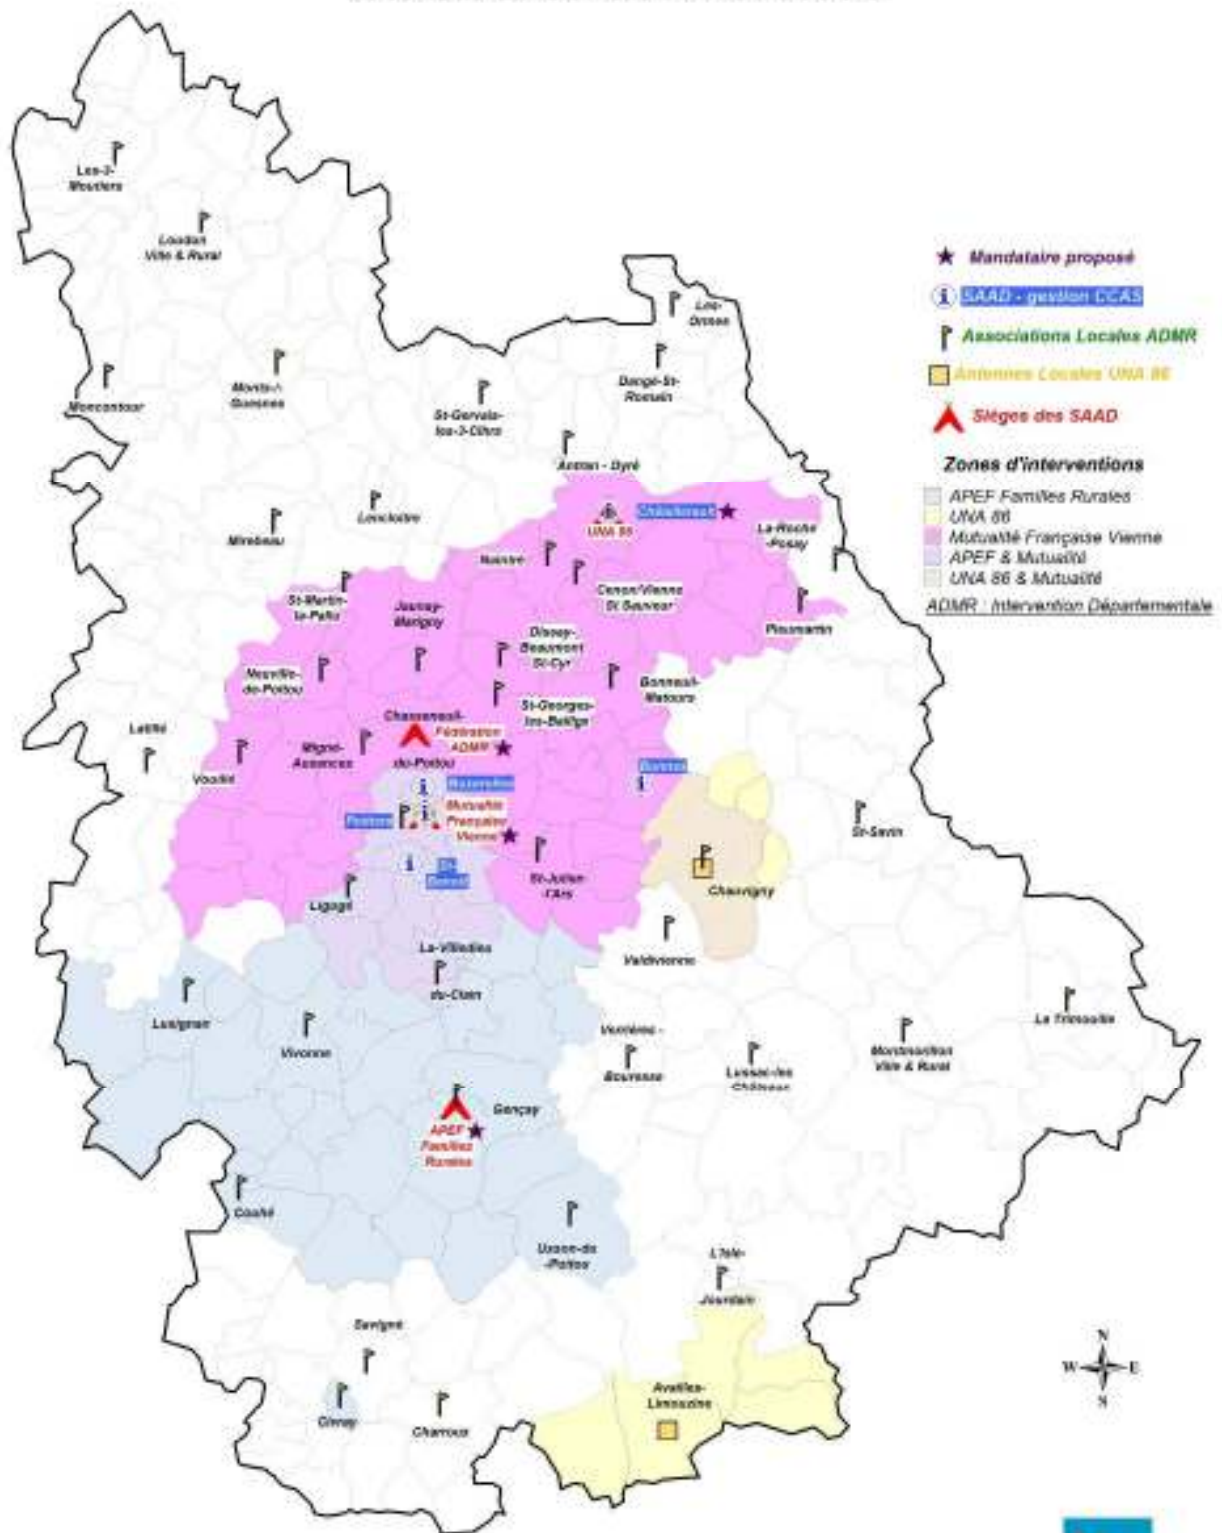 Les-3-
Moutiers
Loudun
Ville & Rural
Les-
Ormes
Mandataire proposé
SAAD - gestion CCAS
Associations Locales ADMR
Antennes Locales UNA 86
Sièges des SAAD
Zones d'interventions
APEF Familles Rurales
UNA 86
Mutualité Française Vienne
APEF & Mutualité
UNA 86 & Mutualité
ADMR : Intervention Départementale
Dangé-St-
Romain
Moncontour
Monts-/-
Guesnes
St-Gervais-
les-3-Clhrs
Antran - Oyré
Lencloitre
Mirebeau
UNA 86
Châtellerault
La-Roche
-Posay
Naintré
Cenon/Vienne
St Sauveur
St-Martin-
la-Pallu
Jaunay-
Marigny
Pleumartin
Dissay-
Beaumont
St-Cyr
Neuville-
de-Poitou
Bonneuil-
Matours
St-Georges-
les-Baillgx
Chasseneuil-
du-Poitou
Fédération
ADMR
Latillé
Vouillé
Migné-
Auxances
Bonnes
Buxerolles
Poitiers
Mutualité
Française
Vienne
St-Savin
St-
Benoit
St-Julien
-l'Ars
Chauvigny
Ligugé
La-Villedieu
du-Clain
Valdivienne
Lusignan
Vivonne
Verrières -
Bouresse
Lussac-les
Châteaux
Montmorillon
Ville & Rural
La Trimouille
Gençay
APEF
Familles
Rurales
Couhé
Usson-du
-Poitou
L'Isle-
Jourdain
Savigné
Civray
Charroux
Availles-
Limouzine
N
W
E
S